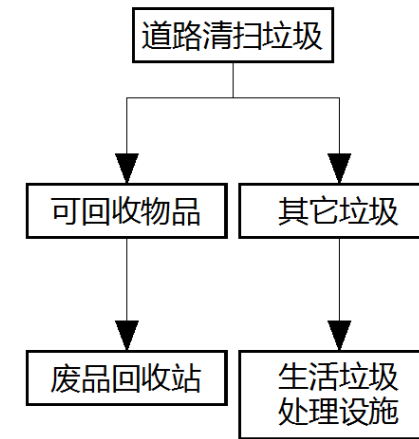 道路清扫垃圾
可回收物品
其它垃圾
废品回收站
生活垃圾
处理设施